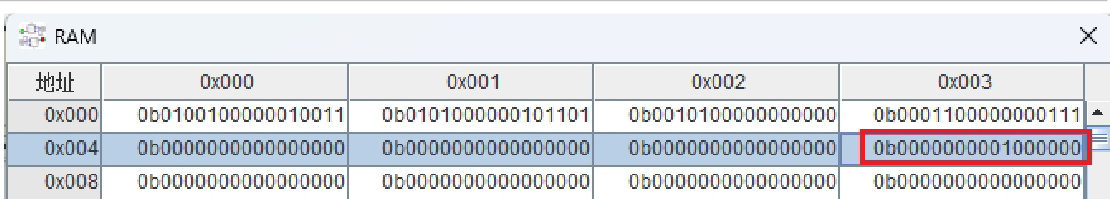 RAM
地址 0x000 0x001 0x002 0x003
0x000 0b0100100000010011 0b0101000000101101 0b0010100000000000 0b0001100000000111
0x004 0b0000000000000000 0b0000000000000000 0b0000000000000000 0b0000000001000000
0x008 0b0000000000000000 0b0000000000000000 0b0000000000000000 0b0000000000000000